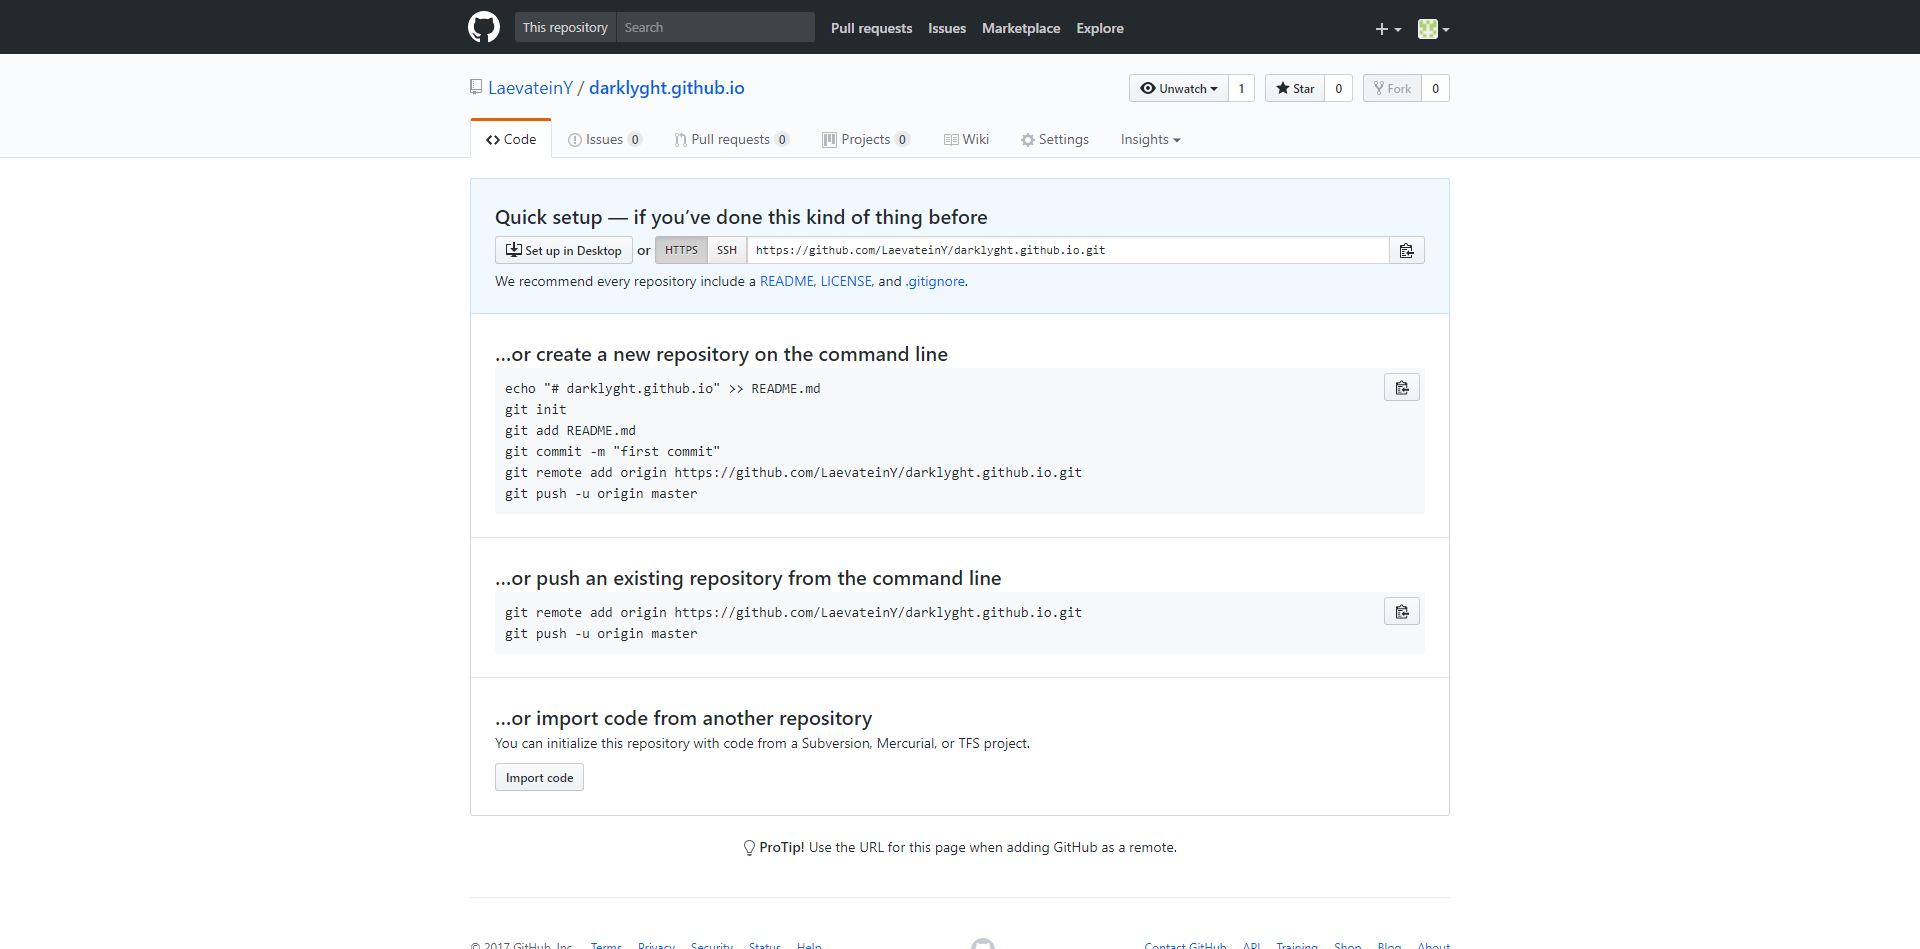 This repository Search Pull requests Issues Marketplace Explore
LaevateinY / darklyght.github.io Unwatch 1 Star 0 Fork 0
Code Issues 0 Pull requests 0 Projects 0 Wiki Settings Insights
Quick setup — if you’ve done this kind of thing before
Set up in Desktop or HTTPS SSH https://github.com/LaevateinY/darklyght.github.io.git
We recommend every repository include a README, LICENSE, and .gitignore.
…or create a new repository on the command line
echo "# darklyght.github.io" >> README.md
git init
git add README.md
git commit -m "first commit"
git remote add origin https://github.com/LaevateinY/darklyght.github.io.git
git push -u origin master
…or push an existing repository from the command line
git remote add origin https://github.com/LaevateinY/darklyght.github.io.git
git push -u origin master
…or import code from another repository
You can initialize this repository with code from a Subversion, Mercurial, or TFS project.
Import code
ProTip! Use the URL for this page when adding GitHub as a remote.
© 2017 GitHub, Inc. Terms Privacy Security Status Help Contact GitHub API Training Shop Blog About